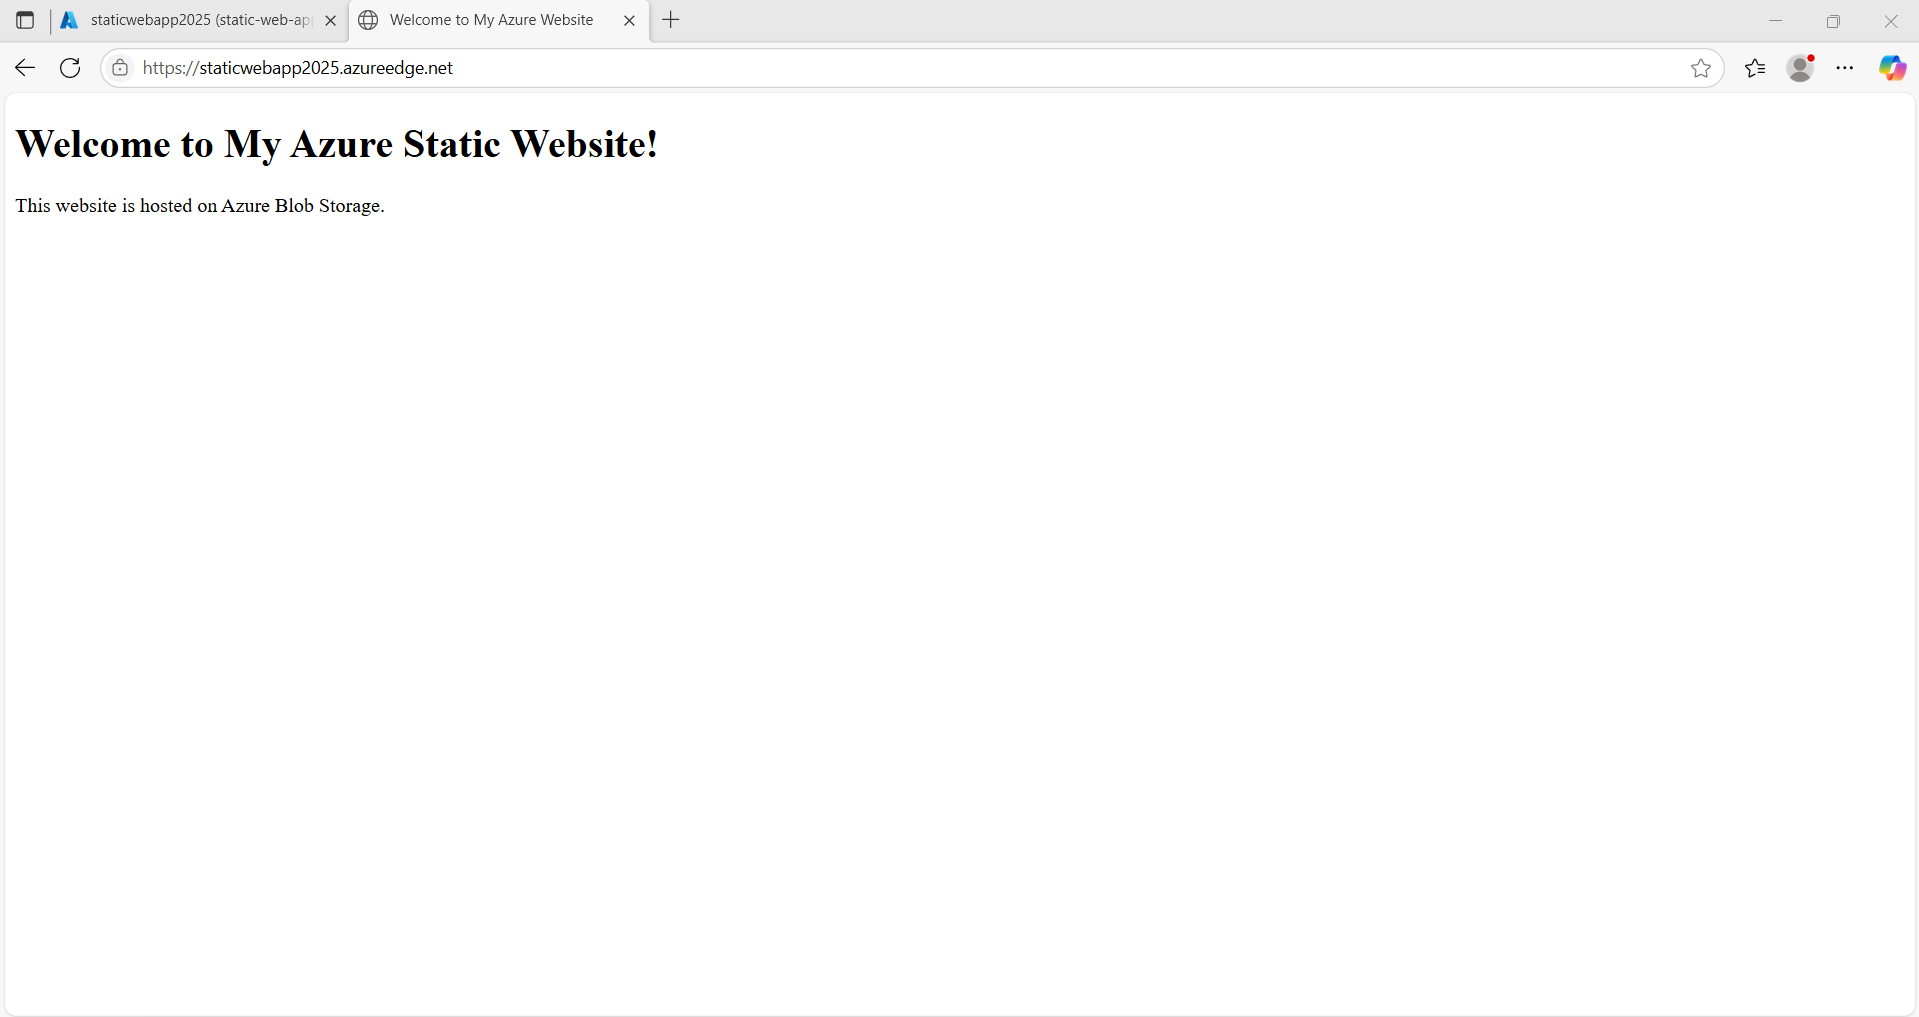 staticwebapp2025 (static-web-ap
Welcome to My Azure Website
https://staticwebapp2025.azureedge.net
Welcome to My Azure Static Website!
This website is hosted on Azure Blob Storage.